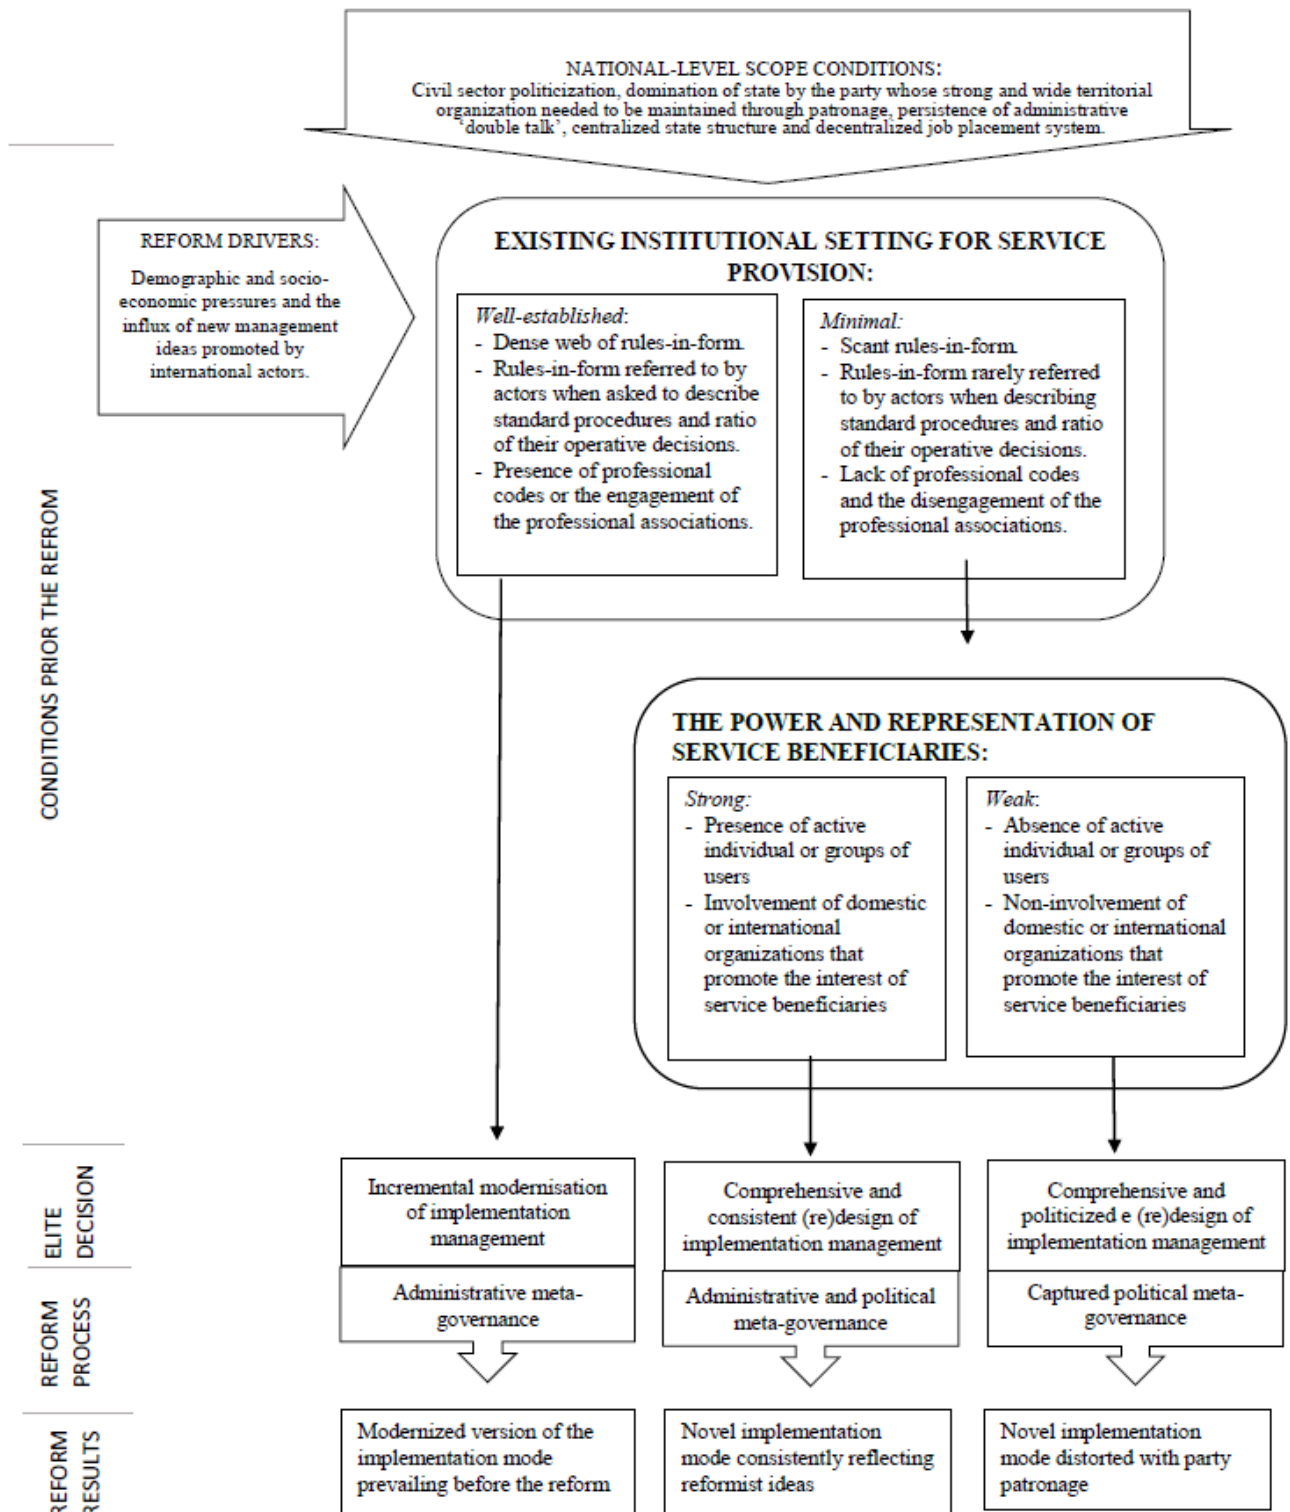 NATIONAL-LEVEL SCOPE CONDITIONS:
Civil sector politicization, domination of state by the party whose strong and wide territorial
organization needed to be maintained through patronage, persistence of administrative
'double talk', centralized state structure and decentralized job placement system.
REFORM DRIVERS:
Demographic and socio-
economic pressures and the
influx of new management
ideas promoted by
international actors.
EXISTING INSTITUTIONAL SETTING FOR SERVICE
PROVISION:
Well-established:
- Dense web of rules-in-form.
- Rules-in-form referred to by
actors when asked to describe
standard procedures and ratio
of their operative decisions.
- Presence of professional
codes or the engagement of
the professional associations.
Minimal:
- Scant rules-in-form.
- Rules-in-form rarely referred
to by actors when describing
standard procedures and ratio
of their operative decisions.
- Lack of professional codes
and the disengagement of the
professional associations.
CONDITIONS PRIOR THE REFROM
THE POWER AND REPRESENTATION OF
SERVICE BENEFICIARIES:
Strong:
- Presence of active
individual or groups of
users
- Involvement of domestic
or international
organizations that
promote the interest of
service beneficiaries
Weak:
- Absence of active
individual or groups of
users
- Non-involvement of
domestic or international
organizations that
promote the interest of
service beneficiaries
ELITE
DECISION
Incremental modernisation
of implementation
management
Comprehensive and
consistent (re)design of
implementation management
Comprehensive and
politicized e (re)design of
implementation management
REFORM
PROCESS
Administrative meta-
governance
Administrative and political
meta-governance
Captured political meta-
governance
REFORM
RESULTS
Modernized version of the
implementation mode
prevailing before the reform
Novel implementation
mode consistently reflecting
reformist ideas
Novel implementation
mode distorted with party
patronage